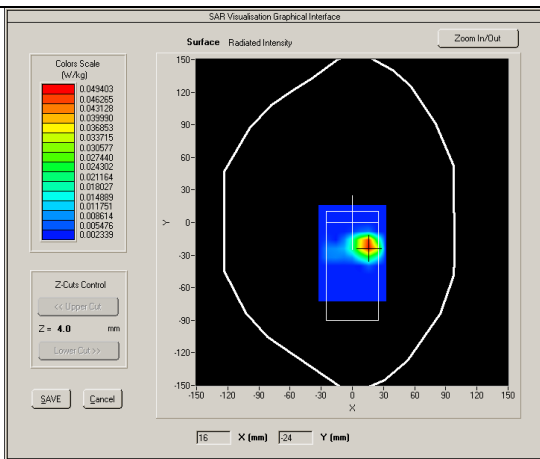 SAR Visualisation Graphical Interface
Surface Radiated Intensity
Zoom In/Out
Colors Scale
(W/kg)
0.049403
0.046265
0.043128
0.039990
0.036853
0.033715
0.030577
0.027440
0.024302
0.021164
0.018027
0.014889
0.011751
0.008614
0.005476
0.002339
Z-Cuts Control
<< Upper Cut
Z = 4.0 mm
Lower Cut >>
SAVE Cancel
150
120
90
60
30
0
-30
-60
-90
-120
-150
Y
-150 -120 -90 -60 -30 0 30 60 90 120 150
X
16 X (mm) -24 Y (mm)